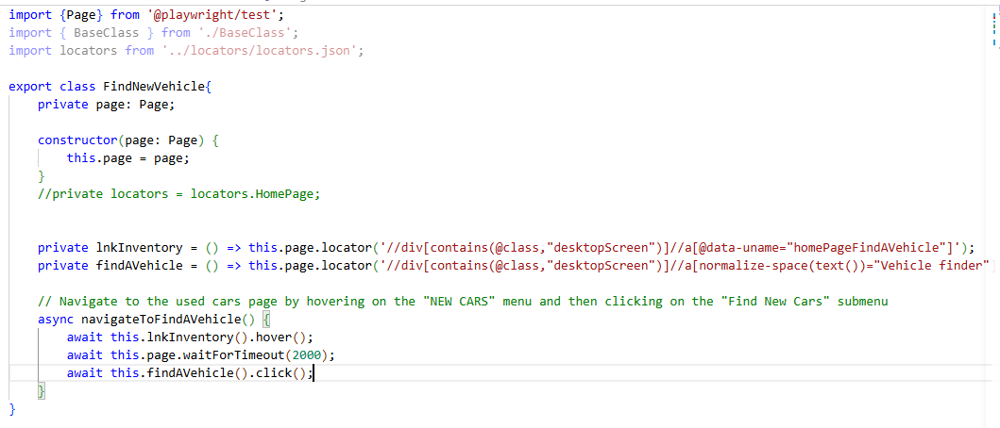 import {Page} from '@playwright/test';
import { BaseClass } from './BaseClass';
import locators from '../locators/locators.json';
export class FindNewVehicle{
private page: Page;
constructor(page: Page) {
this.page = page;
}
//private locators = locators.HomePage;
private lnkInventory = () => this.page.locator('//div[contains(@class,"desktopScreen")]//a[@data-uname="homePageFindAVehicle"]');
private findAVehicle = () => this.page.locator('//div[contains(@class,"desktopScreen")]//a[normalize-space(text())="Vehicle finder"]
// Navigate to the used cars page by hovering on the "NEW CARS" menu and then clicking on the "Find New Cars" submenu
async navigateToFindAVehicle() {
await this.lnkInventory().hover();
await this.page.waitForTimeout(2000);
await this.findAVehicle().click();
}
}